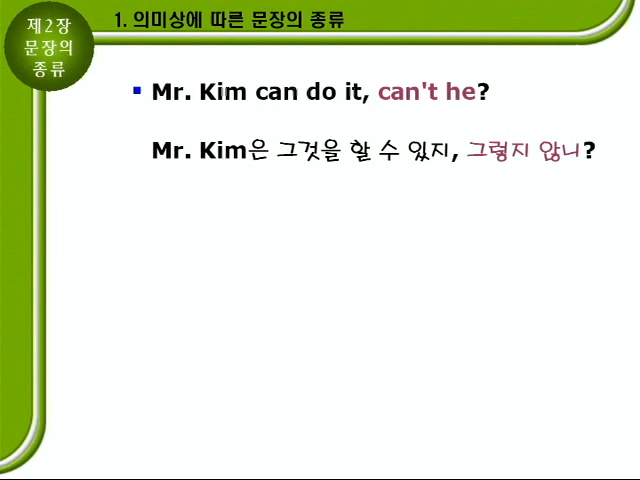 제2장
문장의
종류
1. 의미상에 따른 문장의 종류
Mr. Kim can do it, can't he?
Mr. Kim은 그것을 할 수 있지, 그렇지 않니?